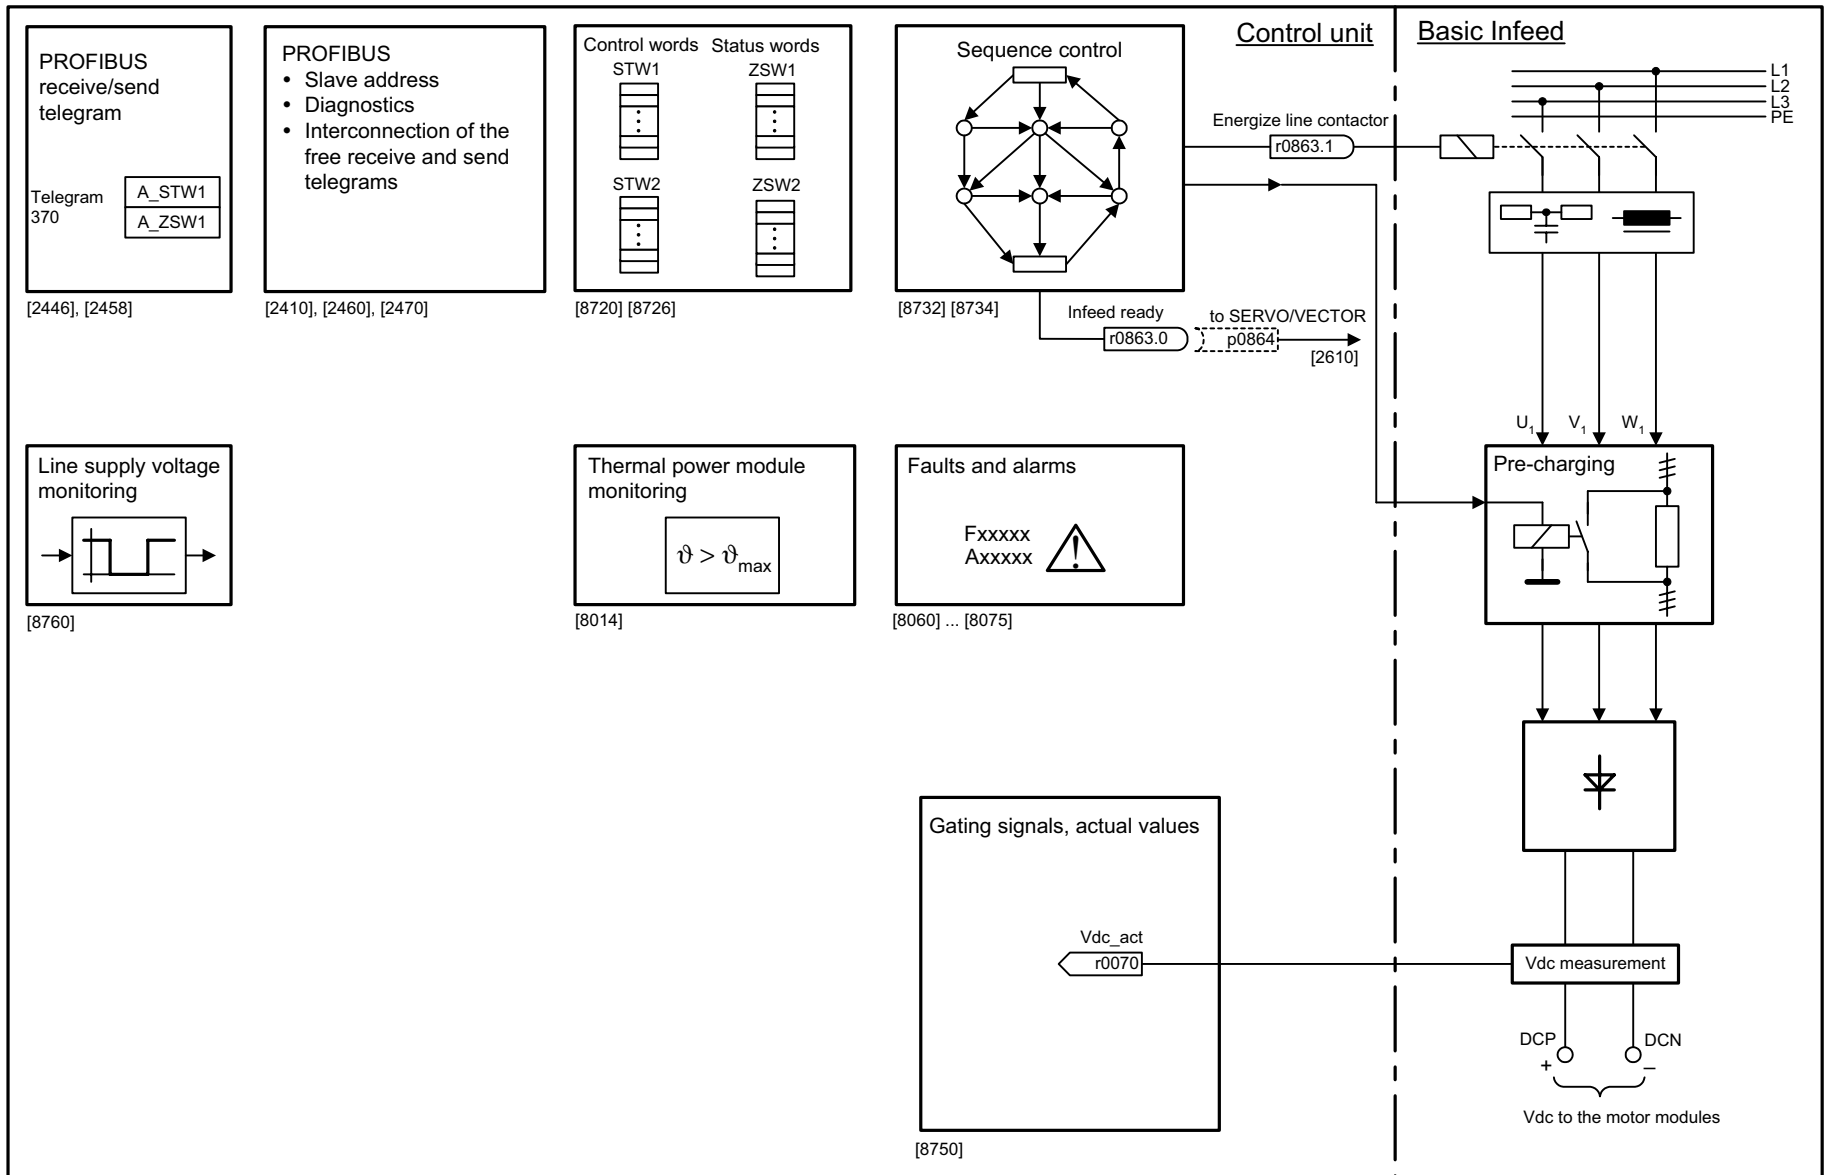 PROFIBUS
receive/send
telegram
Telegram
370
A_STW1
A_ZSW1
[2446], [2458]
PROFIBUS
• Slave address
• Diagnostics
• Interconnection of the
free receive and send
telegrams
[2410], [2460], [2470]
Control words
Status words
STW1
ZSW1
STW2
ZSW2
[8720] [8726]
Sequence control
[8732] [8734]
Infeed ready
r0863.0
to SERVO/VECTOR
p0864
[2610]
Control unit
Energize line contactor
r0863.1
Basic Infeed
L1
L2
L3
PE
U1
V1
W1
Pre-charging
Line supply voltage
monitoring
[8760]
Thermal power module
monitoring
ϑ > ϑmax
[8014]
Faults and alarms
Fxxxxx
Axxxxx
!
[8060] ... [8075]
Gating signals, actual values
Vdc_act
r0070
[8750]
Vdc measurement
DCP
+
DCN
–
Vdc to the motor modules